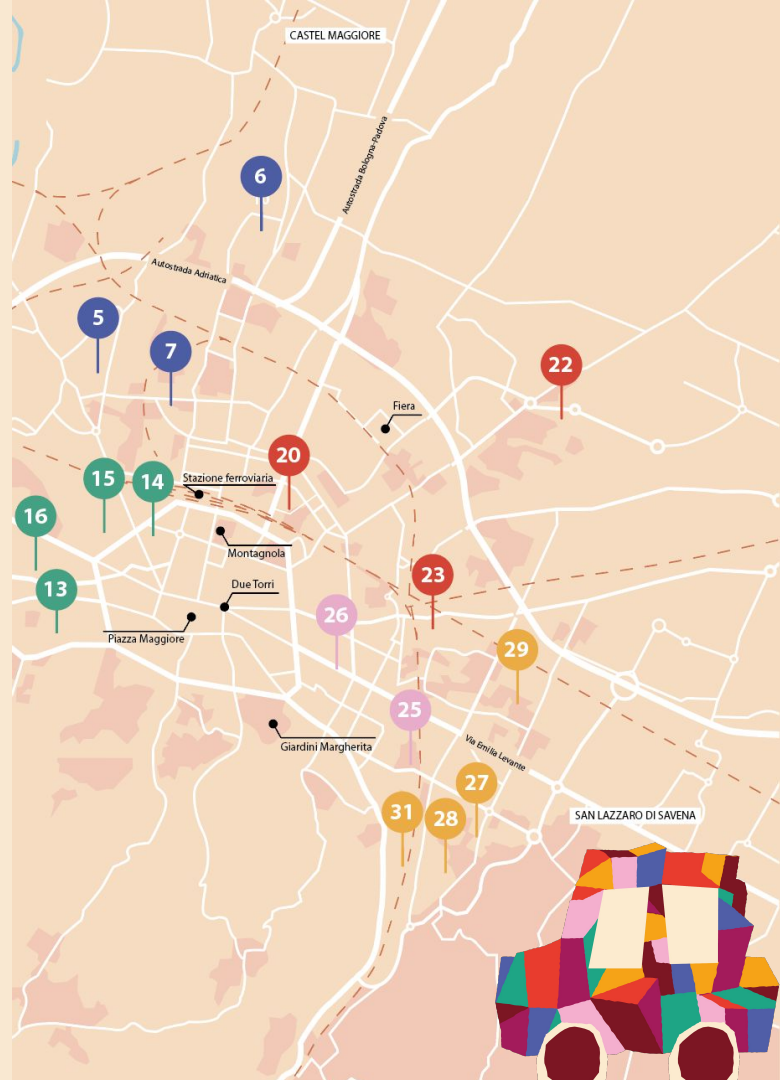 CASTEL MAGGIORE
Autostrada Bologna-Padova
6
Autostrada Adriatica
5
7
22
Fiera
20
15
14
Stazione ferroviaria
16
Montagnola
13
Due Torri
23
26
Piazza Maggiore
29
25
Giardini Margherita
Via Emilia Levante
27
31
28
SAN LAZZARO DI SAVENA